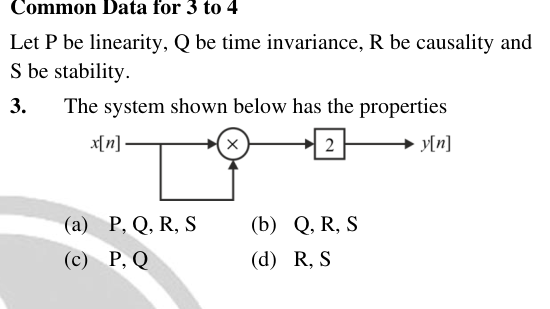 Common Data for 3 to 4
Let P be linearity, Q be time invariance, R be causality and
S be stability.
3. The system shown below has the properties
x[n] × 2 y[n]
(a) P, Q, R, S (b) Q, R, S
(c) P, Q (d) R, S